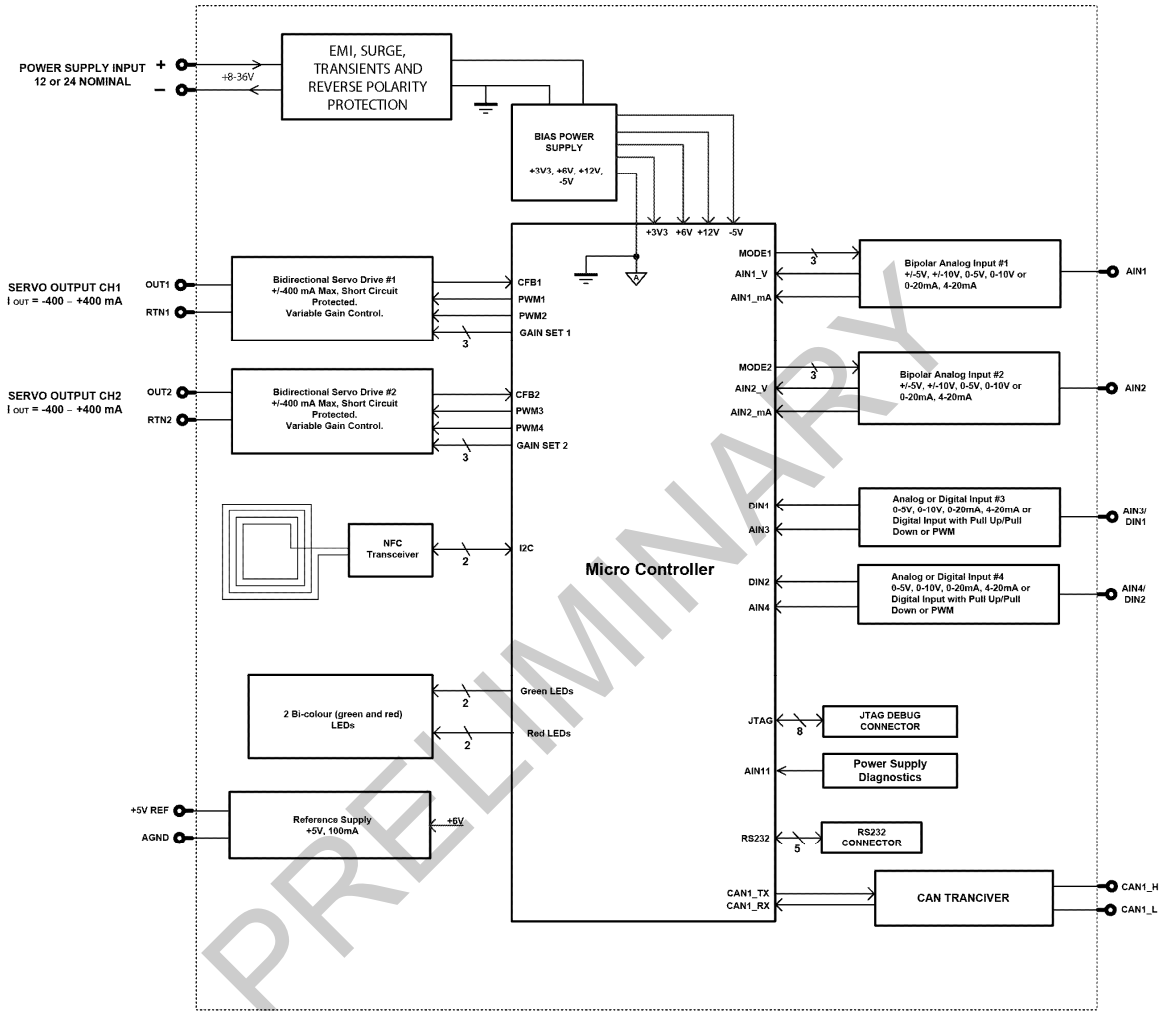 POWER SUPPLY INPUT
12 or 24 NOMINAL
+
–
+8-36V
EMI, SURGE,
TRANSIENTS AND
REVERSE POLARITY
PROTECTION
BIAS POWER
SUPPLY
+3V3, +6V, +12V,
-5V
+3V3
+6V
+12V
-5V
A
SERVO OUTPUT CH1
I OUT = -400 – +400 mA
OUT1
RTN1
Bidirectional Servo Drive #1
+/-400 mA Max, Short Circuit
Protected.
Variable Gain Control.
CFB1
PWM1
PWM2
GAIN SET 1
3
SERVO OUTPUT CH2
I OUT = -400 – +400 mA
OUT2
RTN2
Bidirectional Servo Drive #2
+/-400 mA Max, Short Circuit
Protected.
Variable Gain Control.
CFB2
PWM3
PWM4
GAIN SET 2
3
NFC
Transceiver
2
I2C
Micro Controller
2 Bi-colour (green and red)
LEDs
Green LEDs
2
Red LEDs
2
+5V REF
AGND
Reference Supply
+5V, 100mA
+6V
MODE1
3
AIN1_V
AIN1_mA
Bipolar Analog Input #1
+/-5V, +/-10V, 0-5V, 0-10V or
0-20mA, 4-20mA
AIN1
MODE2
3
AIN2_V
AIN2_mA
Bipolar Analog Input #2
+/-5V, +/-10V, 0-5V, 0-10V or
0-20mA, 4-20mA
AIN2
DIN1
AIN3
Analog or Digital Input #3
0-5V, 0-10V, 0-20mA, 4-20mA or
Digital Input with Pull Up/Pull
Down or PWM
AIN3/
DIN1
DIN2
AIN4
Analog or Digital Input #4
0-5V, 0-10V, 0-20mA, 4-20mA or
Digital Input with Pull Up/Pull
Down or PWM
AIN4/
DIN2
JTAG
8
JTAG DEBUG
CONNECTOR
AIN11
Power Supply
Diagnostics
RS232
5
RS232
CONNECTOR
CAN1_TX
CAN1_RX
CAN TRANCIVER
CAN1_H
CAN1_L
PRELIMINARY